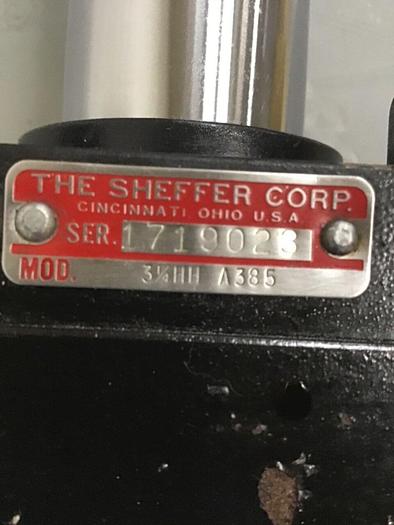 THE SHEFFER CORP.
CINCINNATI OHIO U.S.A
SER. 1719023
MOD. 3¼HH A385